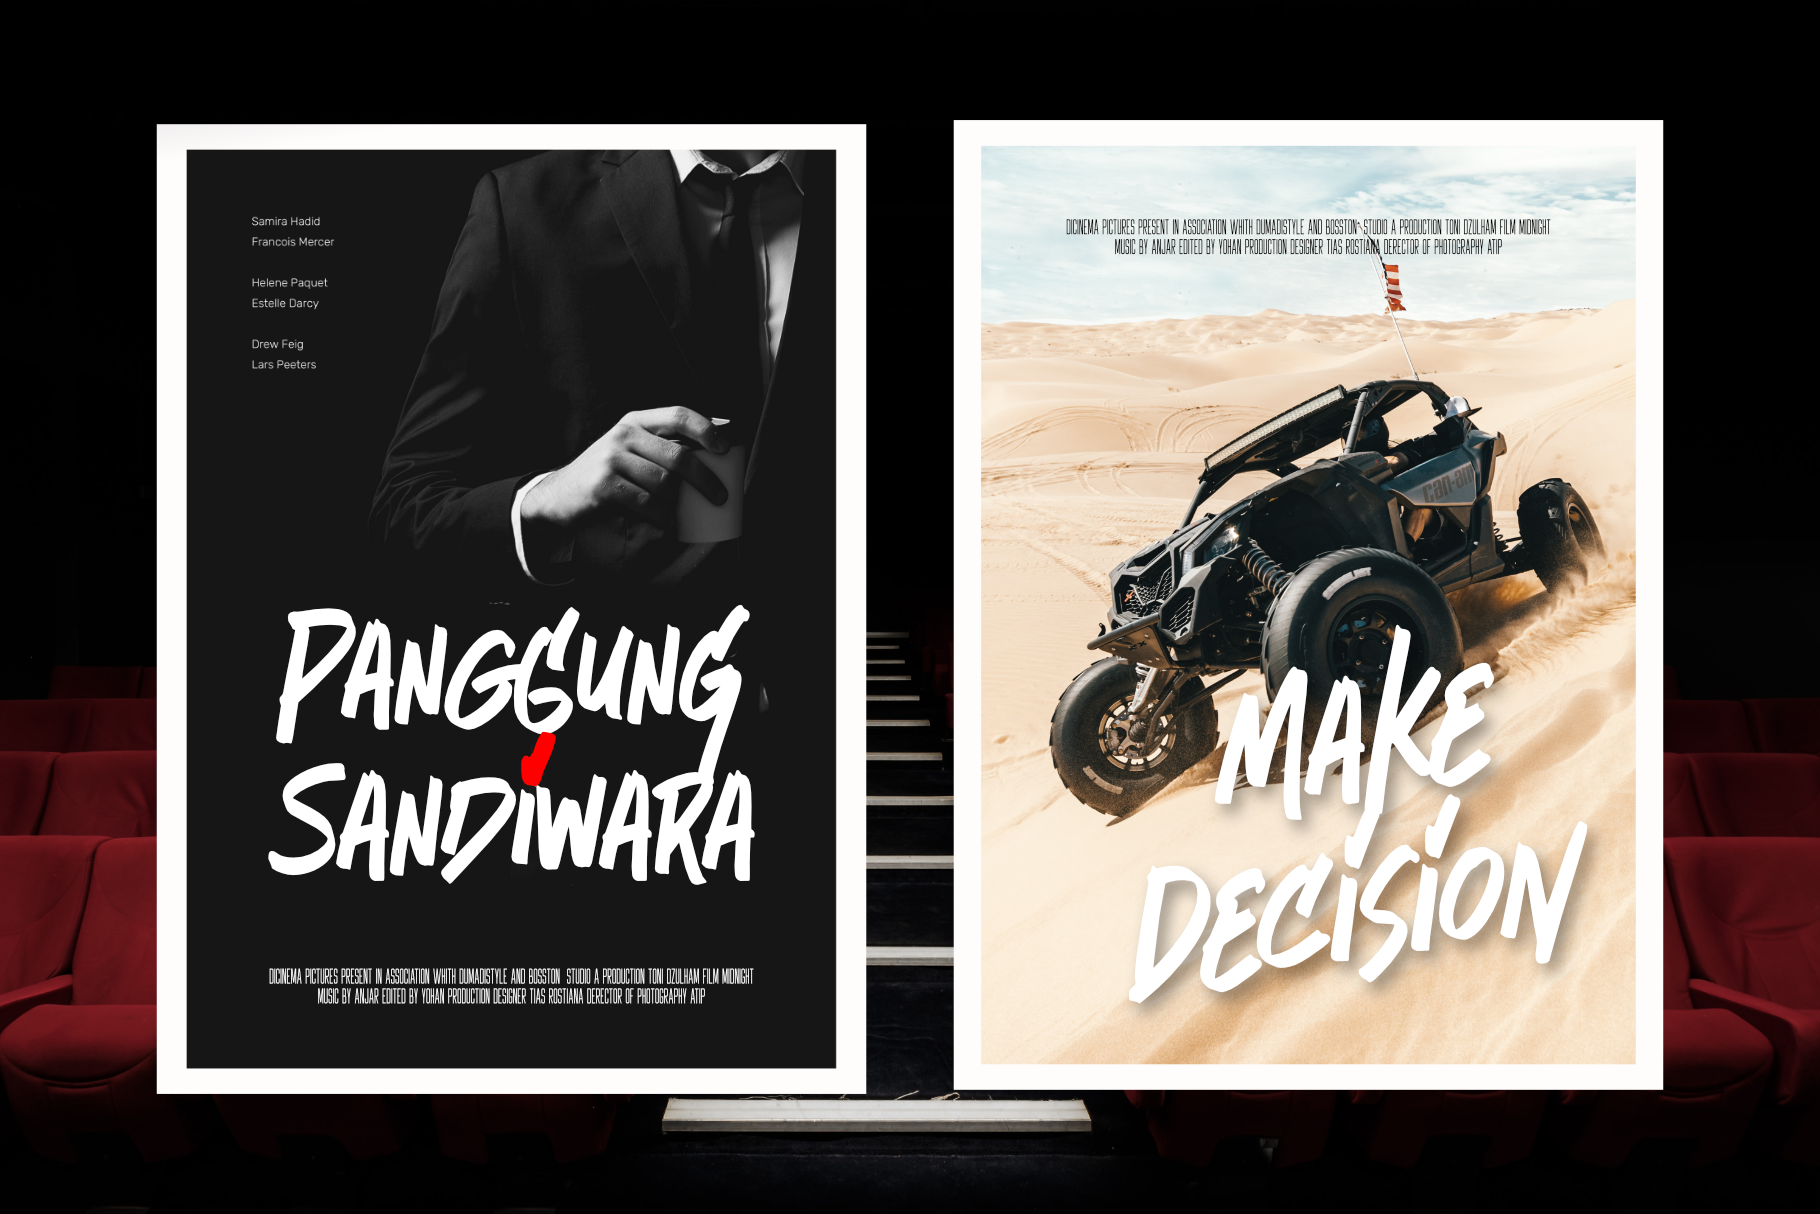 Samira Hadid
Francois Mercer
Helene Paquet
Estelle Darcy
Drew Feig
Lars Peeters
PANGGUNG
SANDiWARA
DICINEMA PICTURES PRESENT IN ASSOCIATION WHITH DUMADISTYLE AND BOSSTON STUDIO A PRODUCTION TONI DZULHAM FILM MIDNIGHT
MUSIC BY ANJAR EDITED BY YOHAN PRODUCTION DESIGNER TIAS ROSTIANA DERECTOR OF PHOTOGRAPHY ATIP
DICINEMA PICTURES PRESENT IN ASSOCIATION WHITH DUMADISTYLE AND BOSSTON STUDIO A PRODUCTION TONI DZULHAM FILM MIDNIGHT
MUSIC BY ANJAR EDITED BY YOHAN PRODUCTION DESIGNER TIAS ROSTIANA DERECTOR OF PHOTOGRAPHY ATIP
can-am
MAKE
DECiSiON